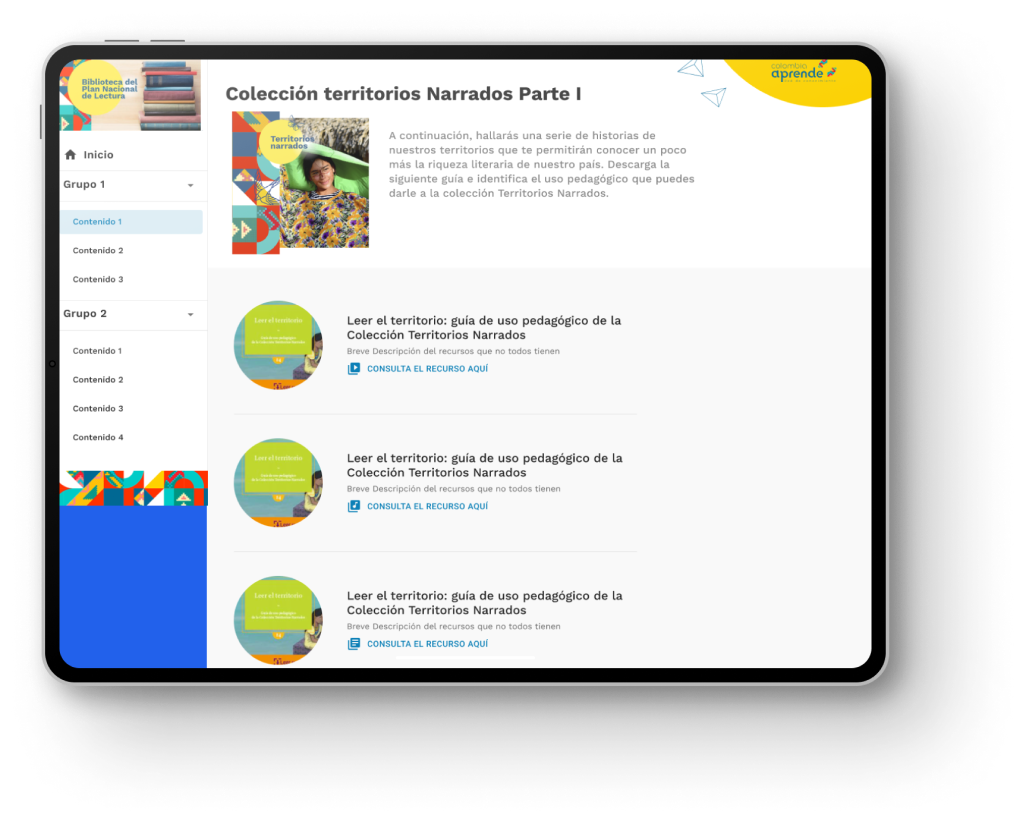 Biblioteca del
Plan Nacional
de Lectura
Inicio
Grupo 1
Contenido 1
Contenido 2
Contenido 3
Grupo 2
Contenido 1
Contenido 2
Contenido 3
Contenido 4
colombia
aprende
Colección territorios Narrados Parte I
Territorios
narrados
A continuación, hallarás una serie de historias de
nuestros territorios que te permitirán conocer un poco
más la riqueza literaria de nuestro país. Descarga la
siguiente guía e identifica el uso pedagógico que puedes
darle a la colección Territorios Narrados.
Leer el territorio
Leer el territorio: guía de uso pedagógico de la
Colección Territorios Narrados
Breve Descripción del recursos que no todos tienen
CONSULTA EL RECURSO AQUÍ
Leer el territorio
Leer el territorio: guía de uso pedagógico de la
Colección Territorios Narrados
Breve Descripción del recursos que no todos tienen
CONSULTA EL RECURSO AQUÍ
Leer el territorio
Leer el territorio: guía de uso pedagógico de la
Colección Territorios Narrados
Breve Descripción del recursos que no todos tienen
CONSULTA EL RECURSO AQUÍ